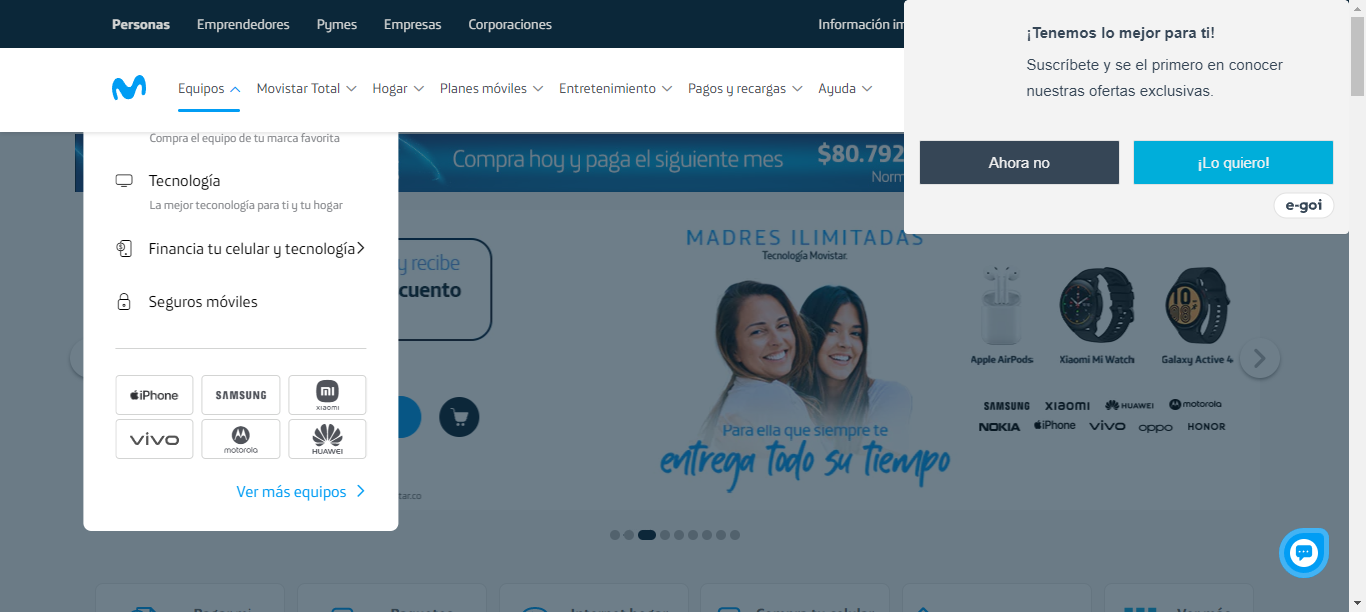 Personas Emprendedores Pymes Empresas Corporaciones Información im
¡Tenemos lo mejor para ti!
Suscríbete y se el primero en conocer
nuestras ofertas exclusivas.
Ahora no ¡Lo quiero!
e-goi
Equipos Movistar Total Hogar Planes móviles Entretenimiento Pagos y recargas Ayuda
Compra el equipo de tu marca favorita
Tecnología
La mejor teconología para ti y tu hogar
Financia tu celular y tecnología
Seguros móviles
iPhone SAMSUNG xiaomi
vivo motorola HUAWEI
Ver más equipos
Compra hoy y paga el siguiente mes $80.792
Norm
y recibe
cuento
tar.co
MADRES ILIMITADAS
Tecnología Movistar.
Para ella que siempre te
entrega todo su tiempo
Apple AirPods Xiaomi Mi Watch Galaxy Active 4
SAMSUNG xiaomi HUAWEI motorola
NOKIA iPhone vivo oppo HONOR